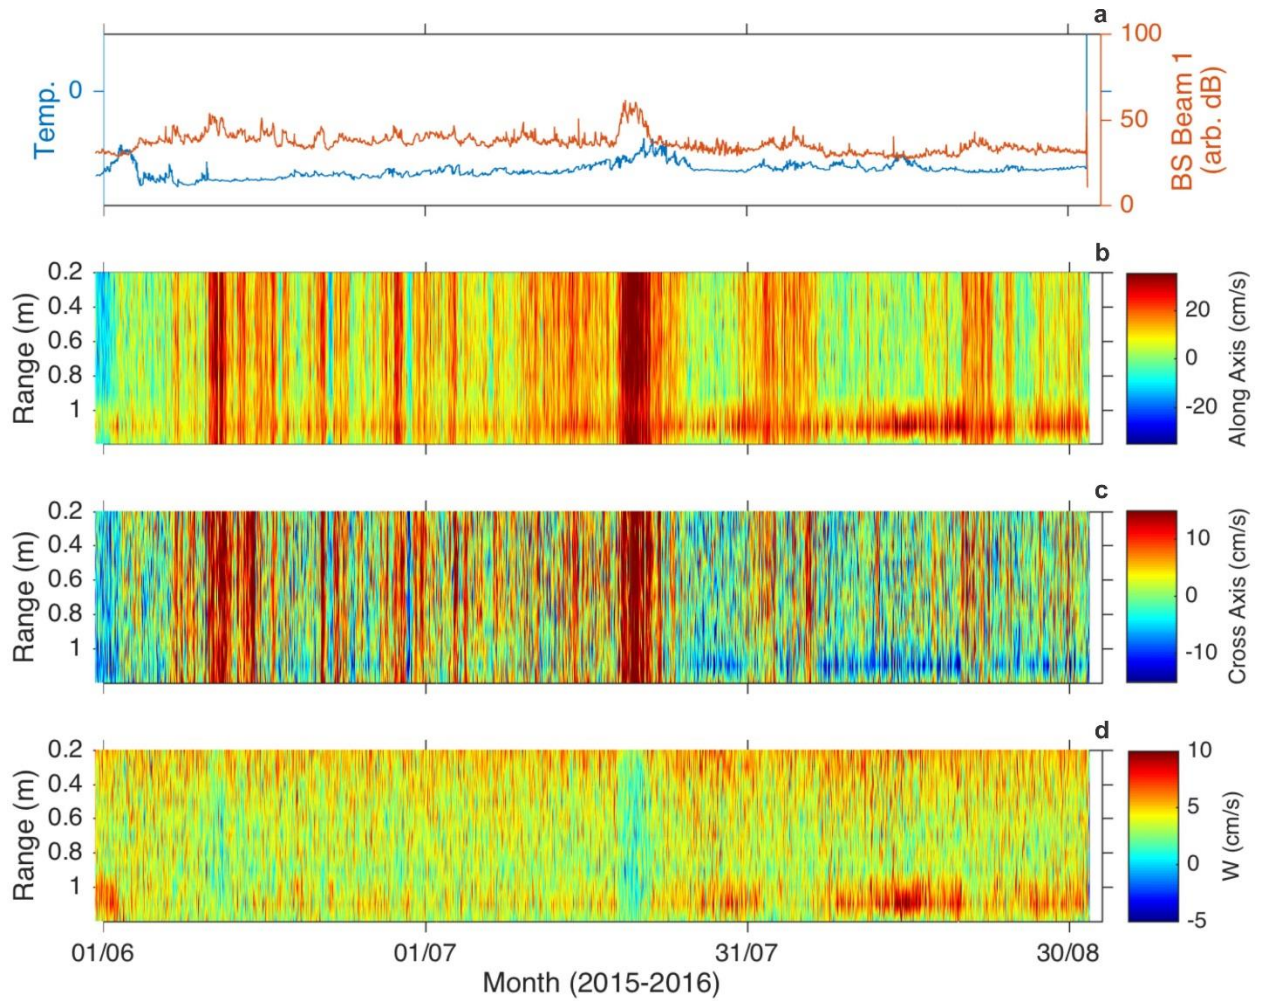 a
100
50
0
Temp. 0
BS Beam 1
(arb. dB)
b
0.2
0.4
0.6
0.8
1
Range (m)
20
0
-20
Along Axis (cm/s)
c
0.2
0.4
0.6
0.8
1
Range (m)
10
0
-10
Cross Axis (cm/s)
d
0.2
0.4
0.6
0.8
1
Range (m)
10
5
0
-5
W (cm/s)
01/06 01/07 31/07 30/08
Month (2015-2016)